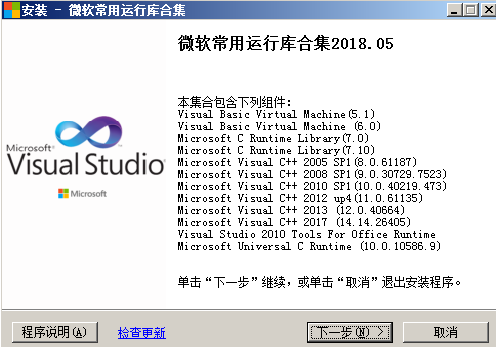 安装 - 微软常用运行库合集
微软常用运行库合集2018.05
本集合包含下列组件:
Visual Basic Virtual Machine(5.1)
Visual Basic Virtual Machine (6.0)
Microsoft C Runtime Library(7.0)
Microsoft C Runtime Library(7.10)
Microsoft Visual C++ 2005 SP1(8.0.61187)
Microsoft Visual C++ 2008 SP1(9.0.30729.7523)
Microsoft Visual C++ 2010 SP1(10.0.40219.473)
Microsoft Visual C++ 2012 up4(11.0.61135)
Microsoft Visual C++ 2013 (12.0.40664)
Microsoft Visual C++ 2017 (14.14.26405)
Visual Studio 2010 Tools For Office Runtime
Microsoft Universal C Runtime (10.0.10586.9)
Microsoft®
Visual Studio
Microsoft
单击“下一步”继续，或单击“取消”退出安装程序。
程序说明(A)
检查更新
下一步(N) >
取消